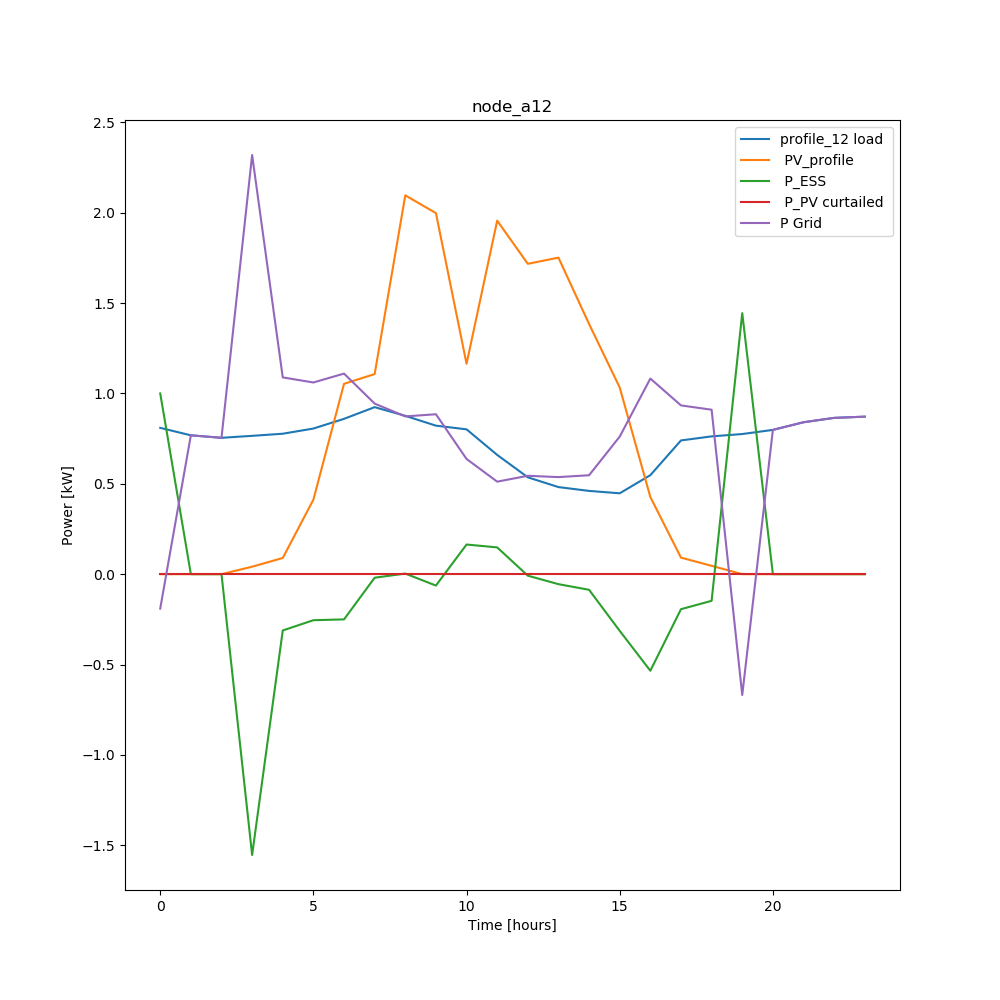 node_a12
2.5
2.0
1.5
1.0
0.5
0.0
−0.5
−1.0
−1.5
Power [kW]
profile_12 load
PV_profile
P_ESS
P_PV curtailed
P Grid
0 5 10 15 20
Time [hours]